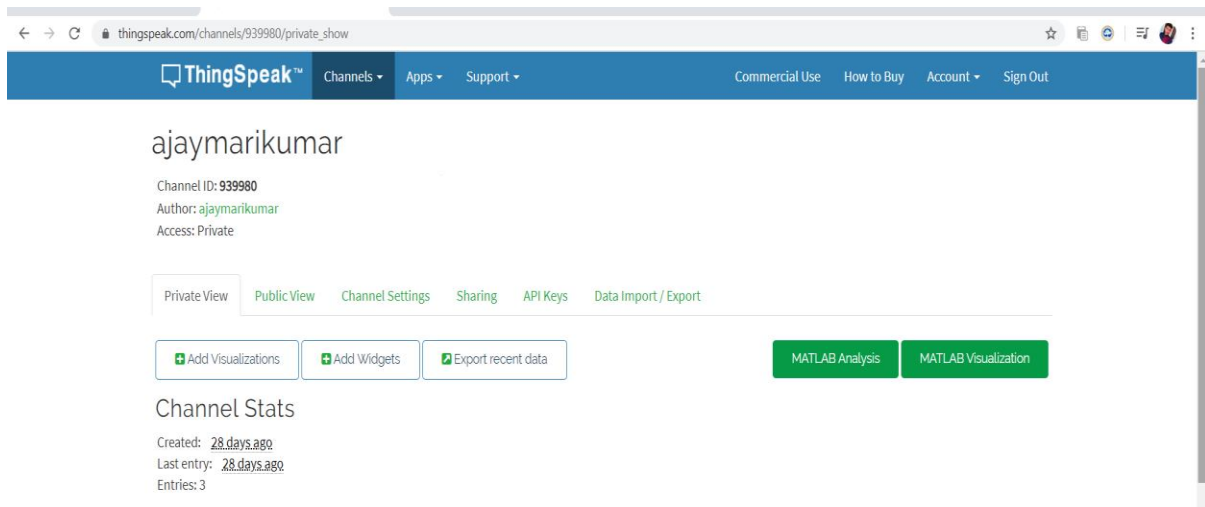 thingspeak.com/channels/939980/private_show
ThingSpeak™ Channels Apps Support Commercial Use How to Buy Account Sign Out
ajaymarikumar
Channel ID: 939980
Author: ajaymarikumar
Access: Private
Private View Public View Channel Settings Sharing API Keys Data Import / Export
Add Visualizations Add Widgets Export recent data MATLAB Analysis MATLAB Visualization
Channel Stats
Created: 28 days ago
Last entry: 28 days ago
Entries: 3